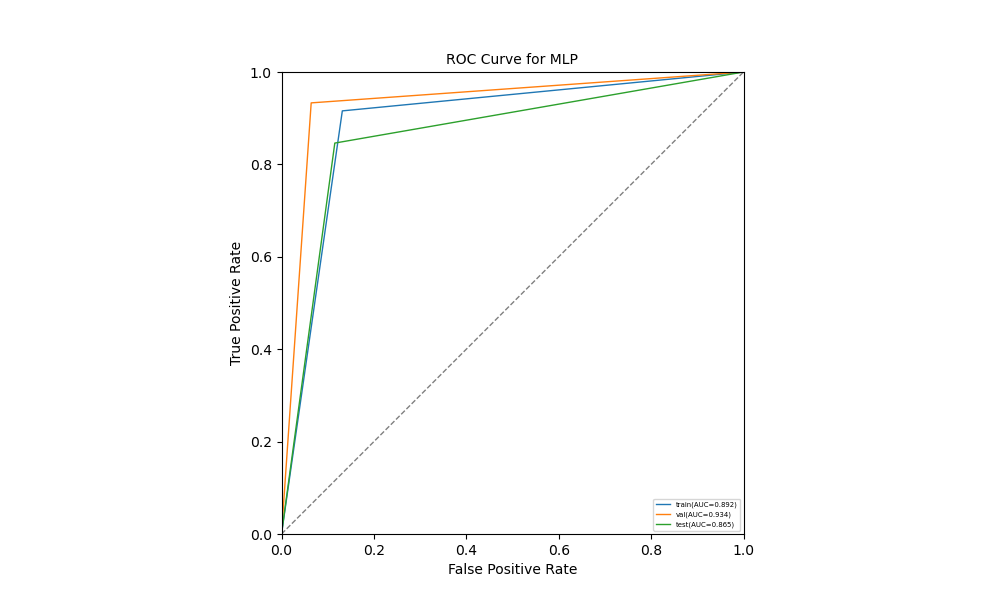 ROC Curve for MLP
1.0
0.8
0.6
0.4
0.2
0.0
True Positive Rate
0.0 0.2 0.4 0.6 0.8 1.0
False Positive Rate
train(AUC=0.892)
val(AUC=0.934)
test(AUC=0.865)